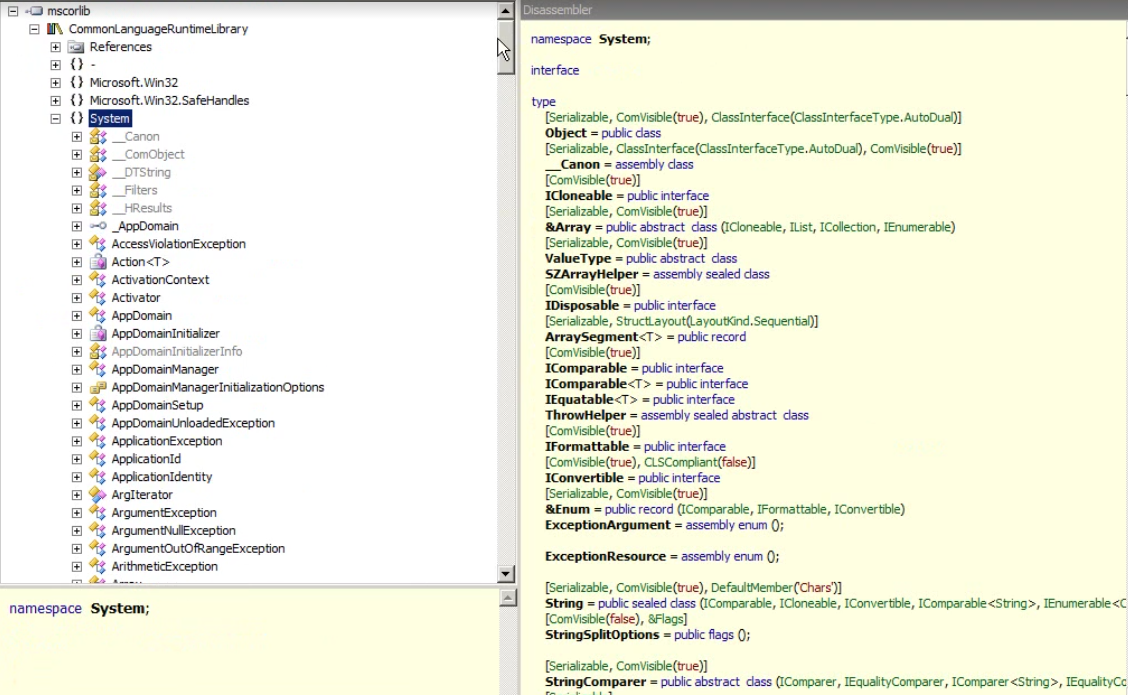 mscorlib
CommonLanguageRuntimeLibrary
References
{} -
{} Microsoft.Win32
{} Microsoft.Win32.SafeHandles
{} System
__Canon
__ComObject
__DTString
__Filters
__HResults
_AppDomain
AccessViolationException
Action<T>
ActivationContext
Activator
AppDomain
AppDomainInitializer
AppDomainInitializerInfo
AppDomainManager
AppDomainManagerInitializationOptions
AppDomainSetup
AppDomainUnloadedException
ApplicationException
ApplicationId
ApplicationIdentity
ArgIterator
ArgumentException
ArgumentNullException
ArgumentOutOfRangeException
ArithmeticException
Array
namespace System;
Disassembler
namespace System;
interface
type
[Serializable, ComVisible(true), ClassInterface(ClassInterfaceType.AutoDual)]
Object = public class
[Serializable, ClassInterface(ClassInterfaceType.AutoDual), ComVisible(true)]
__Canon = assembly class
[ComVisible(true)]
ICloneable = public interface
[Serializable, ComVisible(true)]
&Array = public abstract  class (ICloneable, IList, ICollection, IEnumerable)
[Serializable, ComVisible(true)]
ValueType = public abstract  class
SZArrayHelper = assembly sealed class
[ComVisible(true)]
IDisposable = public interface
[Serializable, StructLayout(LayoutKind.Sequential)]
ArraySegment<T> = public record
[ComVisible(true)]
IComparable = public interface
IComparable<T> = public interface
IEquatable<T> = public interface
ThrowHelper = assembly sealed abstract  class
[ComVisible(true)]
IFormattable = public interface
[ComVisible(true), CLSCompliant(false)]
IConvertible = public interface
[Serializable, ComVisible(true)]
&Enum = public record (IComparable, IFormattable, IConvertible)
ExceptionArgument = assembly enum ();
ExceptionResource = assembly enum ();
[Serializable, ComVisible(true), DefaultMember('Chars')]
String = public sealed class (IComparable, ICloneable, IConvertible, IComparable<String>, IEnumerable<C
[ComVisible(false), &Flags]
StringSplitOptions = public flags ();
[Serializable, ComVisible(true)]
StringComparer = public abstract  class (IComparer, IEqualityComparer, IComparer<String>, IEqualityCo